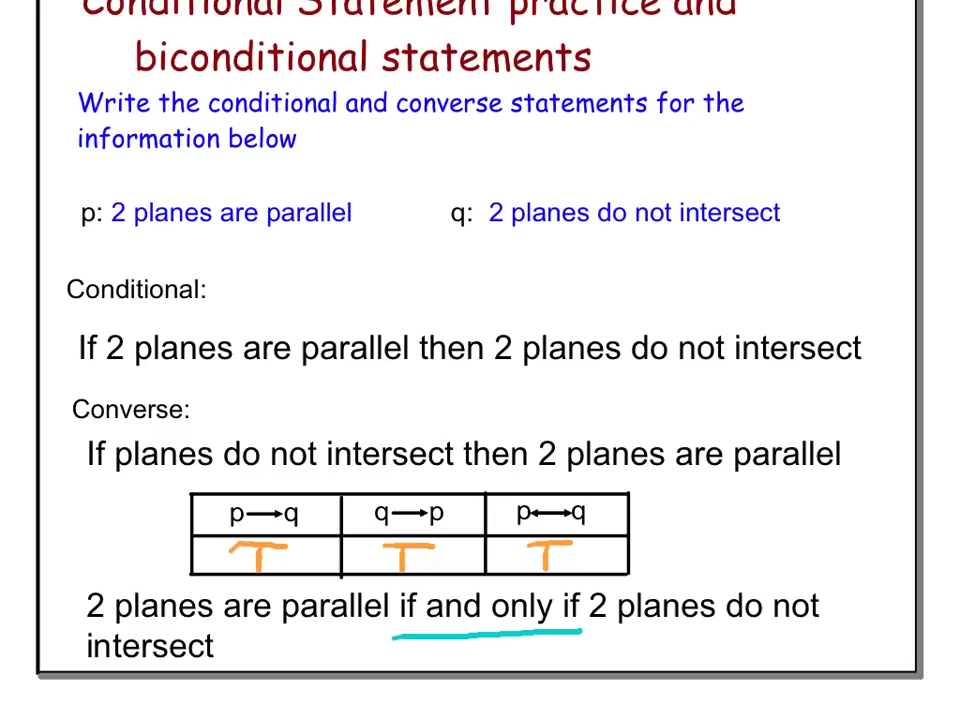 Conditional Statement practice and
biconditional statements
Write the conditional and converse statements for the
information below
p: 2 planes are parallel q: 2 planes do not intersect
Conditional:
If 2 planes are parallel then 2 planes do not intersect
Converse:
If planes do not intersect then 2 planes are parallel
p→q q→p p↔q
T T T
2 planes are parallel if and only if 2 planes do not
intersect